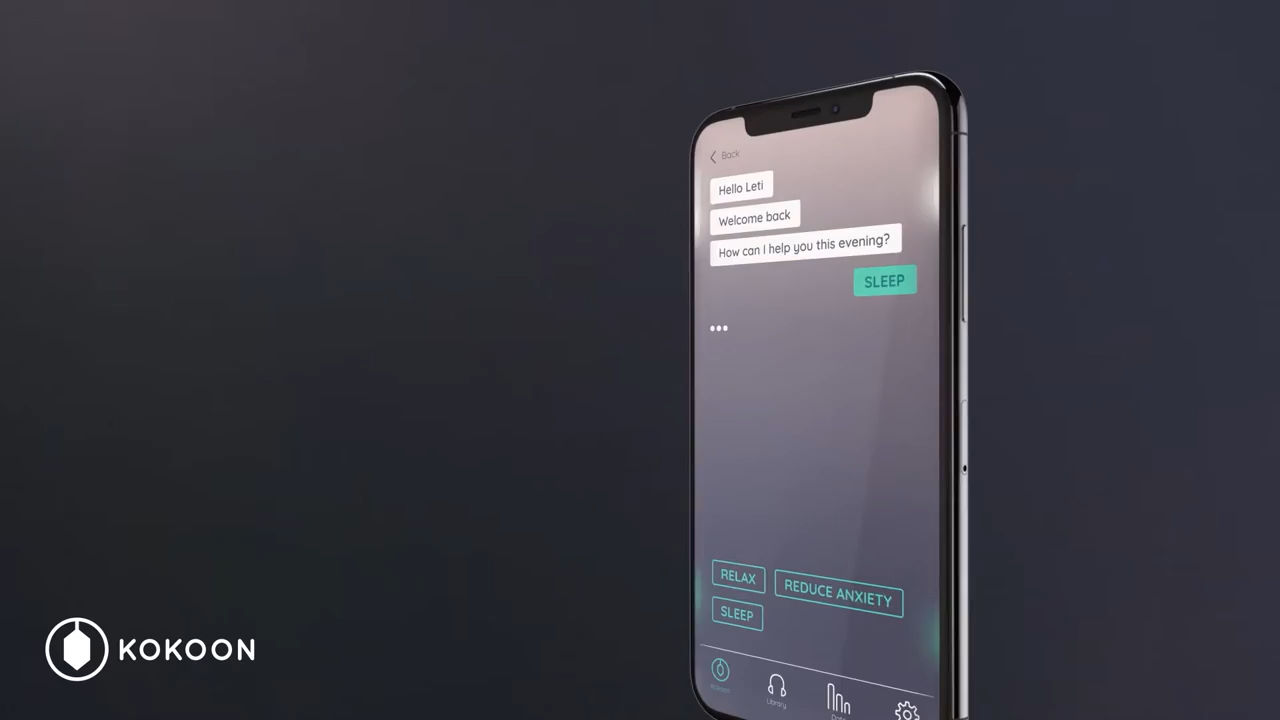 Back
Hello Leti
Welcome back
How can I help you this evening?
SLEEP
RELAX
REDUCE ANXIETY
SLEEP
Library
KOKOON